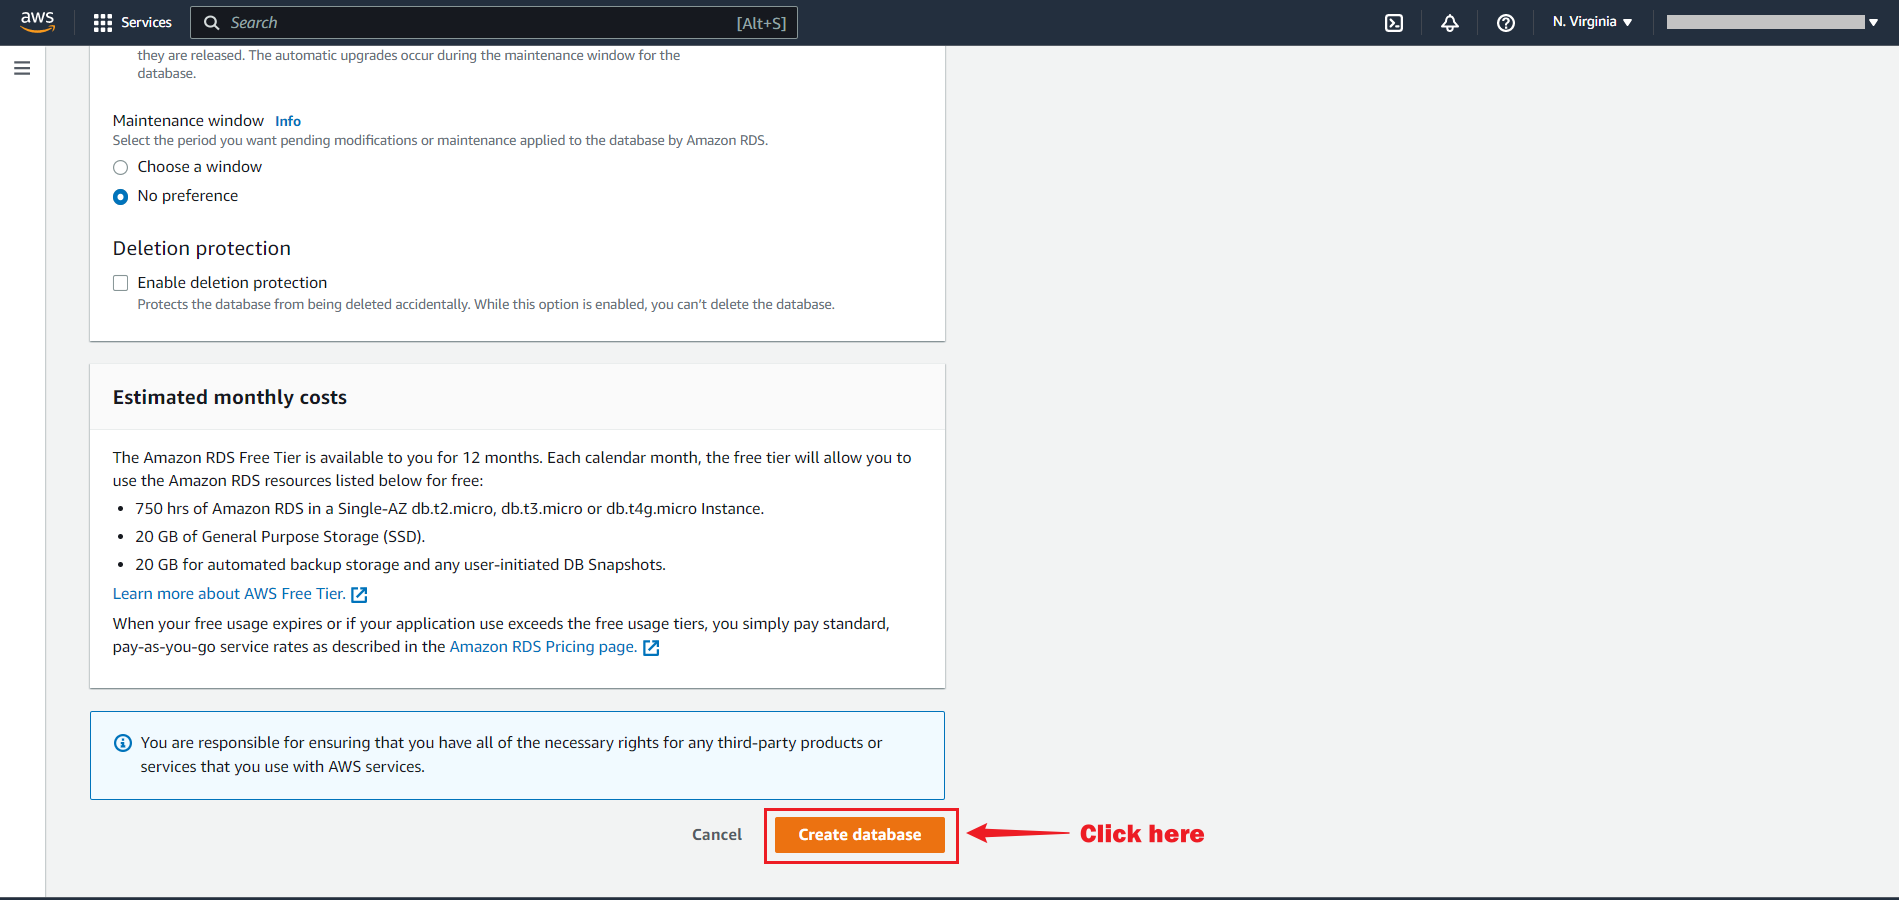 aws Services Search [Alt+S] N. Virginia
they are released. The automatic upgrades occur during the maintenance window for the
database.
Maintenance window Info
Select the period you want pending modifications or maintenance applied to the database by Amazon RDS.
Choose a window
No preference
Deletion protection
Enable deletion protection
Protects the database from being deleted accidentally. While this option is enabled, you can’t delete the database.
Estimated monthly costs
The Amazon RDS Free Tier is available to you for 12 months. Each calendar month, the free tier will allow you to
use the Amazon RDS resources listed below for free:
• 750 hrs of Amazon RDS in a Single-AZ db.t2.micro, db.t3.micro or db.t4g.micro Instance.
• 20 GB of General Purpose Storage (SSD).
• 20 GB for automated backup storage and any user-initiated DB Snapshots.
Learn more about AWS Free Tier.
When your free usage expires or if your application use exceeds the free usage tiers, you simply pay standard,
pay-as-you-go service rates as described in the Amazon RDS Pricing page.
You are responsible for ensuring that you have all of the necessary rights for any third-party products or
services that you use with AWS services.
Cancel Create database Click here